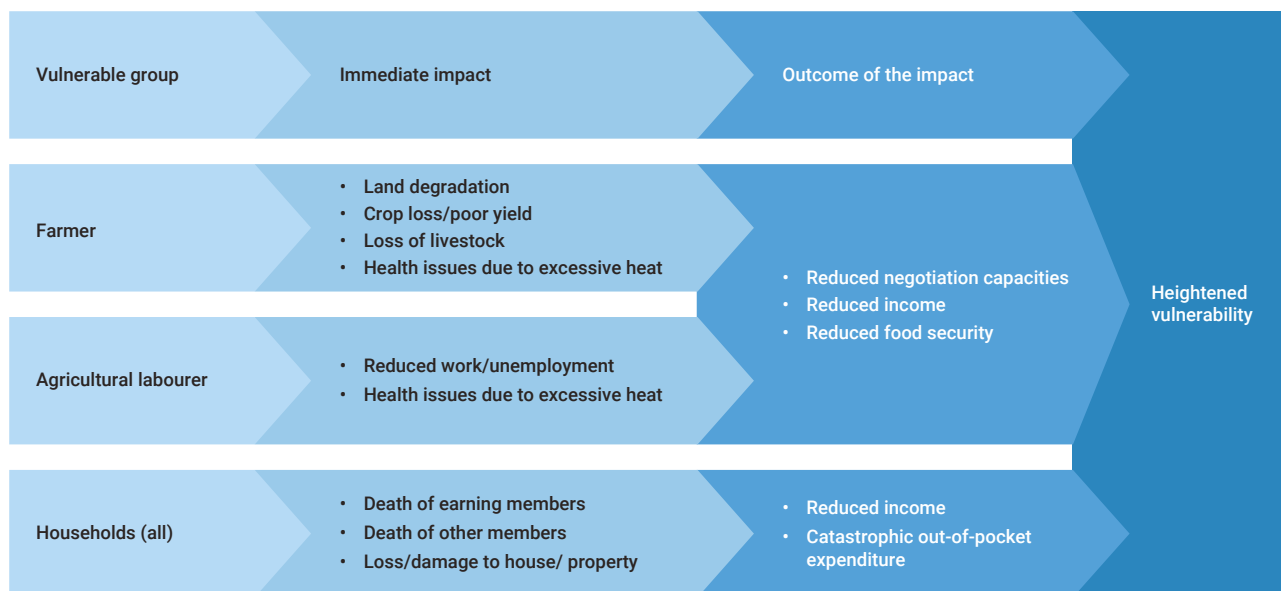 Vulnerable group
Immediate impact
Outcome of the impact
Farmer
• Land degradation
• Crop loss/poor yield
• Loss of livestock
• Health issues due to excessive heat
Agricultural labourer
• Reduced work/unemployment
• Health issues due to excessive heat
• Reduced negotiation capacities
• Reduced income
• Reduced food security
Households (all)
• Death of earning members
• Death of other members
• Loss/damage to house/ property
• Reduced income
• Catastrophic out-of-pocket
expenditure
Heightened
vulnerability